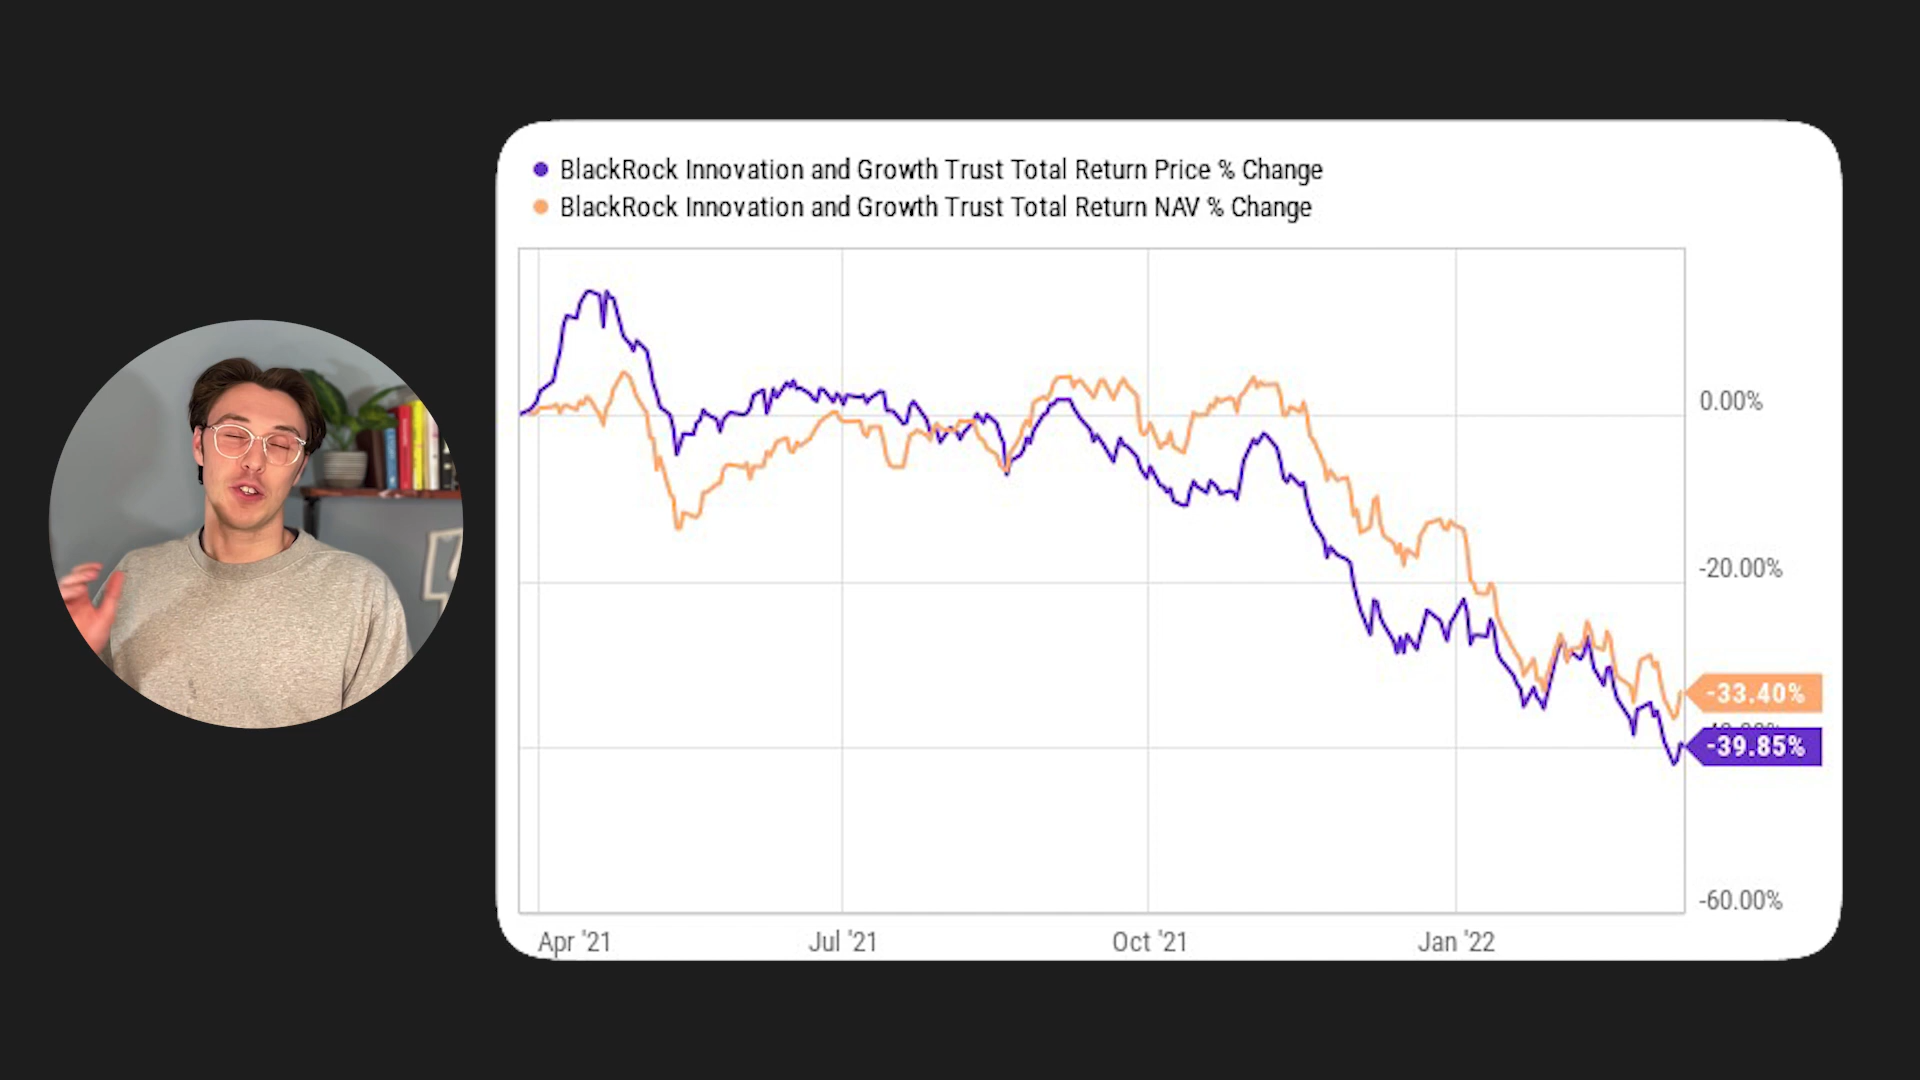 BlackRock Innovation and Growth Trust Total Return Price % Change
BlackRock Innovation and Growth Trust Total Return NAV % Change
0.00%
-20.00%
-33.40%
-39.85%
-60.00%
Apr '21
Jul '21
Oct '21
Jan '22